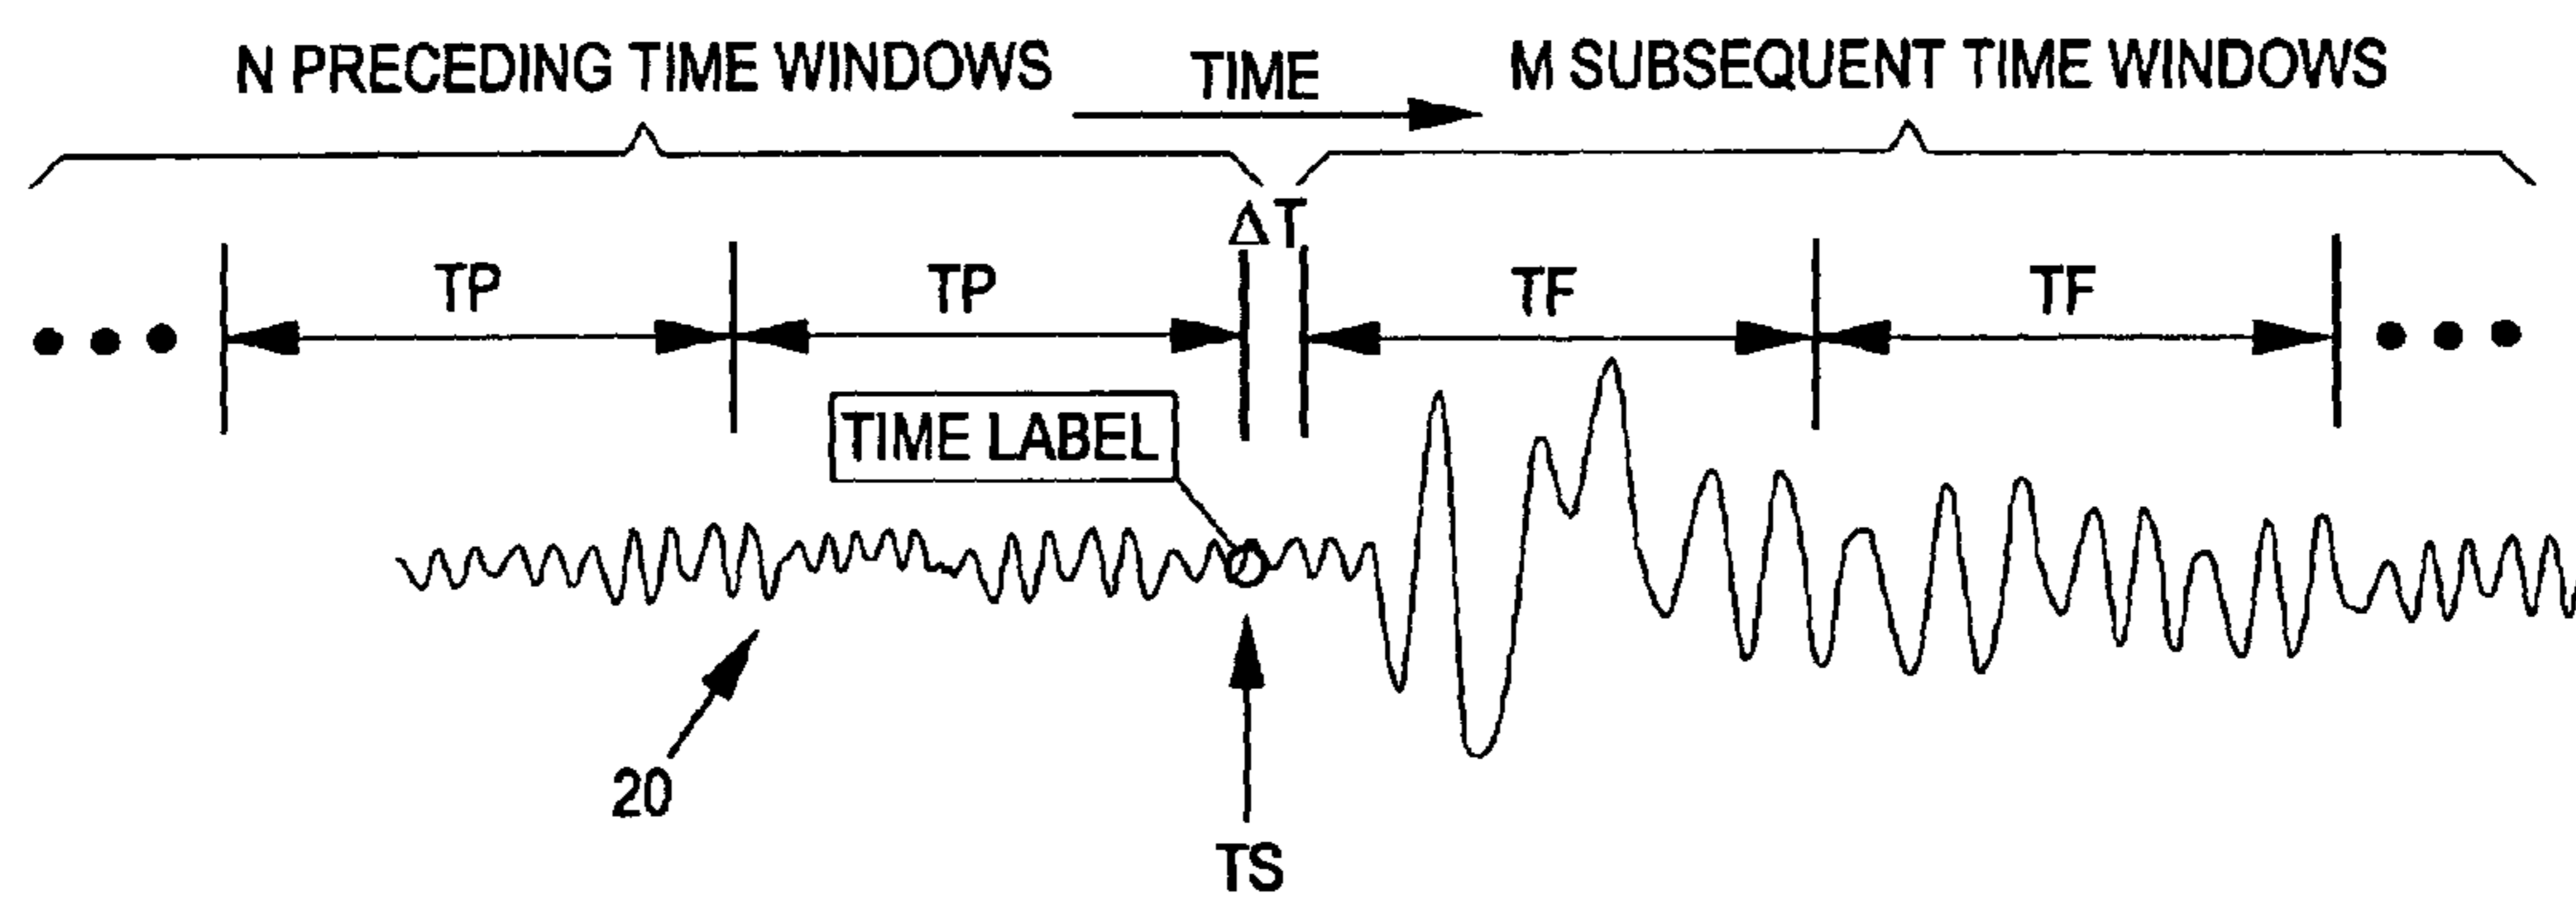 N PRECEDING TIME WINDOWS
TIME
M SUBSEQUENT TIME WINDOWS
ΔT
TP
TP
TF
TF
TIME LABEL
20
TS